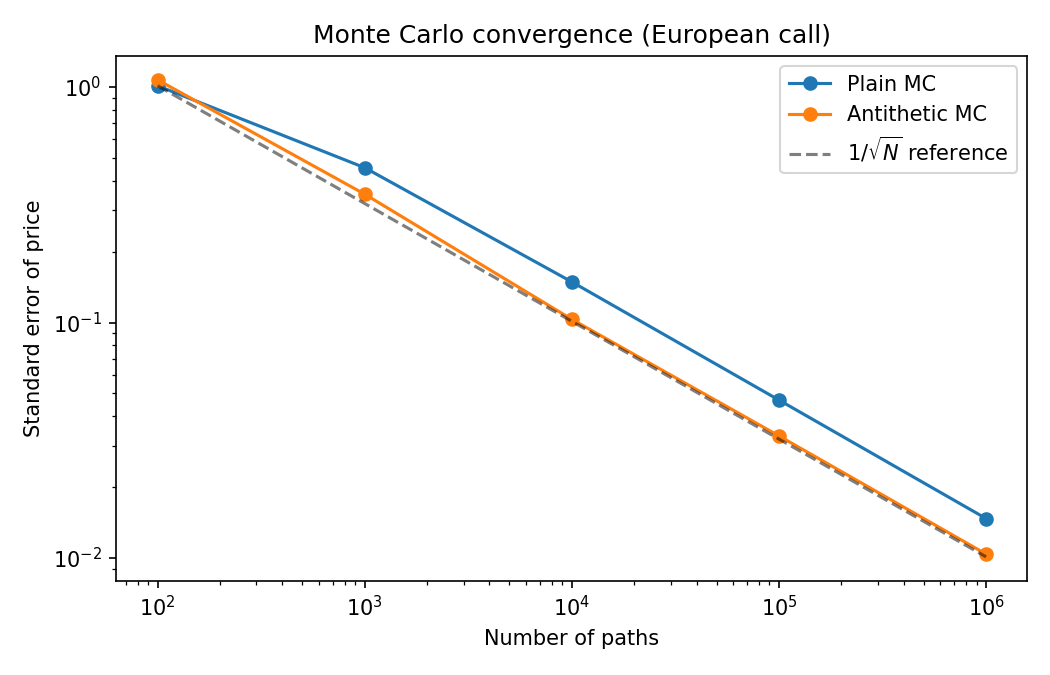 Monte Carlo convergence (European call)
Plain MC
Antithetic MC
1/√N reference
Standard error of price
10⁰
10⁻¹
10⁻²
10² 10³ 10⁴ 10⁵ 10⁶
Number of paths